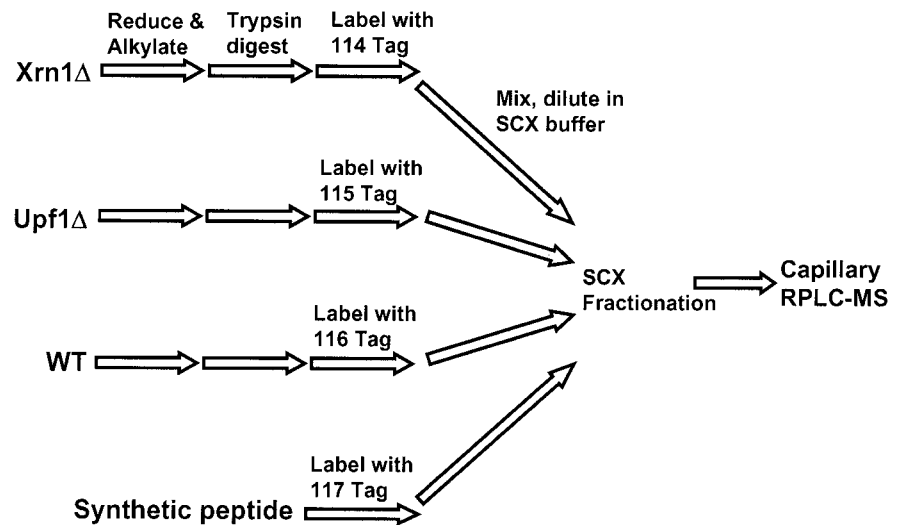 Reduce &
Alkylate
Trypsin
digest
Label with
114 Tag
Xrn1Δ
Mix, dilute in
SCX buffer
Label with
115 Tag
Upf1Δ
SCX
Fractionation
Capillary
RPLC-MS
Label with
116 Tag
WT
Label with
117 Tag
Synthetic peptide